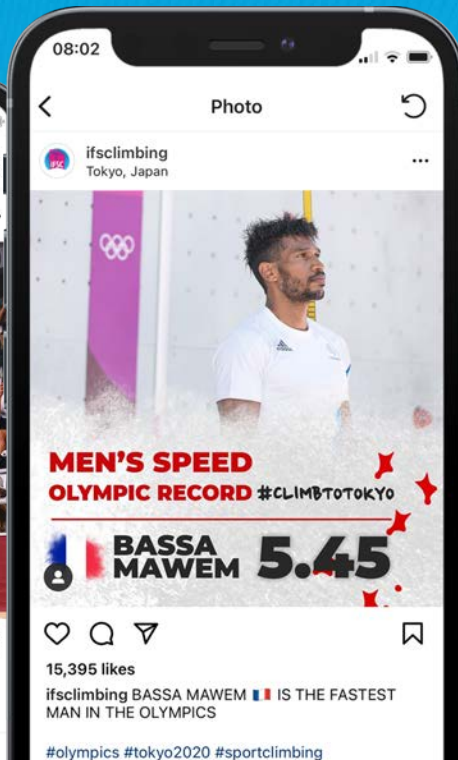 08:02
Photo
ifsclimbing
Tokyo, Japan
MEN'S SPEED
OLYMPIC RECORD #CLIMBTOTOKYO
BASSA
MAWEM 5.45
15,395 likes
ifsclimbing BASSA MAWEM 🇫🇷 IS THE FASTEST
MAN IN THE OLYMPICS
#olympics #tokyo2020 #sportclimbing